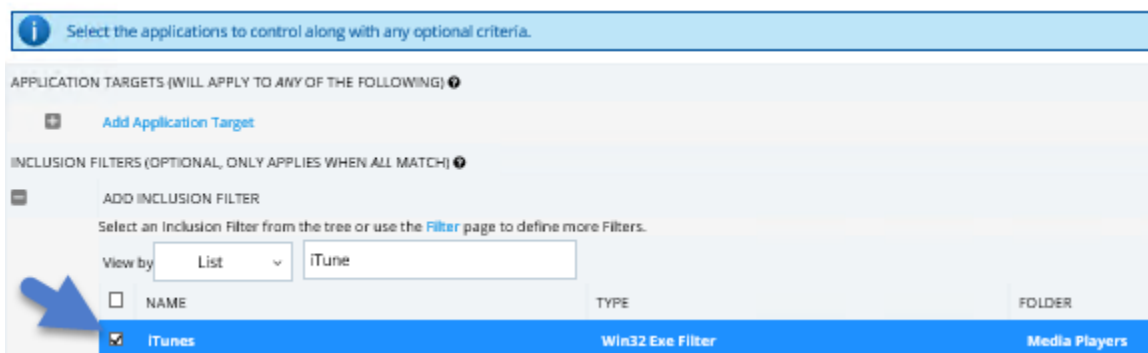 Select the applications to control along with any optional criteria.
APPLICATION TARGETS (WILL APPLY TO ANY OF THE FOLLOWING)
Add Application Target
INCLUSION FILTERS (OPTIONAL, ONLY APPLIES WHEN ALL MATCH)
ADD INCLUSION FILTER
Select an Inclusion Filter from the tree or use the Filter page to define more Filters.
View by List iTune
NAME TYPE FOLDER
iTunes Win32 Exe Filter Media Players